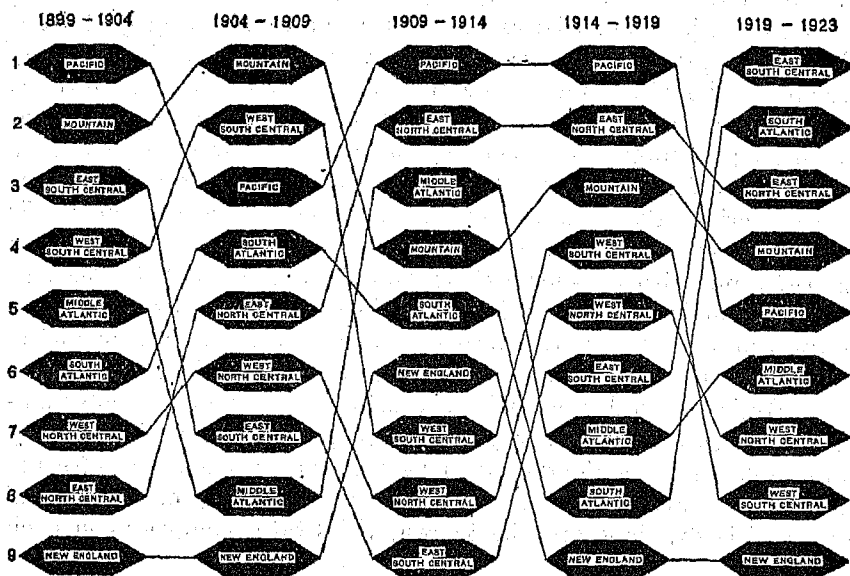 1899 - 1904 1904 - 1909 1909 - 1914 1914 - 1919 1919 - 1923
1 PACIFIC MOUNTAIN PACIFIC PACIFIC EAST
SOUTH CENTRAL
2 MOUNTAIN WEST
SOUTH CENTRAL EAST
NORTH CENTRAL EAST
NORTH CENTRAL SOUTH
ATLANTIC
3 EAST
SOUTH CENTRAL PACIFIC MIDDLE
ATLANTIC MOUNTAIN EAST
NORTH CENTRAL
4 WEST
SOUTH CENTRAL SOUTH
ATLANTIC MOUNTAIN WEST
SOUTH CENTRAL MOUNTAIN
5 MIDDLE
ATLANTIC EAST
NORTH CENTRAL SOUTH
ATLANTIC WEST
NORTH CENTRAL PACIFIC
6 SOUTH
ATLANTIC WEST
NORTH CENTRAL NEW ENGLAND EAST
SOUTH CENTRAL MIDDLE
ATLANTIC
7 WEST
NORTH CENTRAL EAST
SOUTH CENTRAL WEST
SOUTH CENTRAL MIDDLE
ATLANTIC WEST
NORTH CENTRAL
8 EAST
NORTH CENTRAL MIDDLE
ATLANTIC WEST
NORTH CENTRAL SOUTH
ATLANTIC WEST
SOUTH CENTRAL
9 NEW ENGLAND NEW ENGLAND EAST
SOUTH CENTRAL NEW ENGLAND NEW ENGLAND